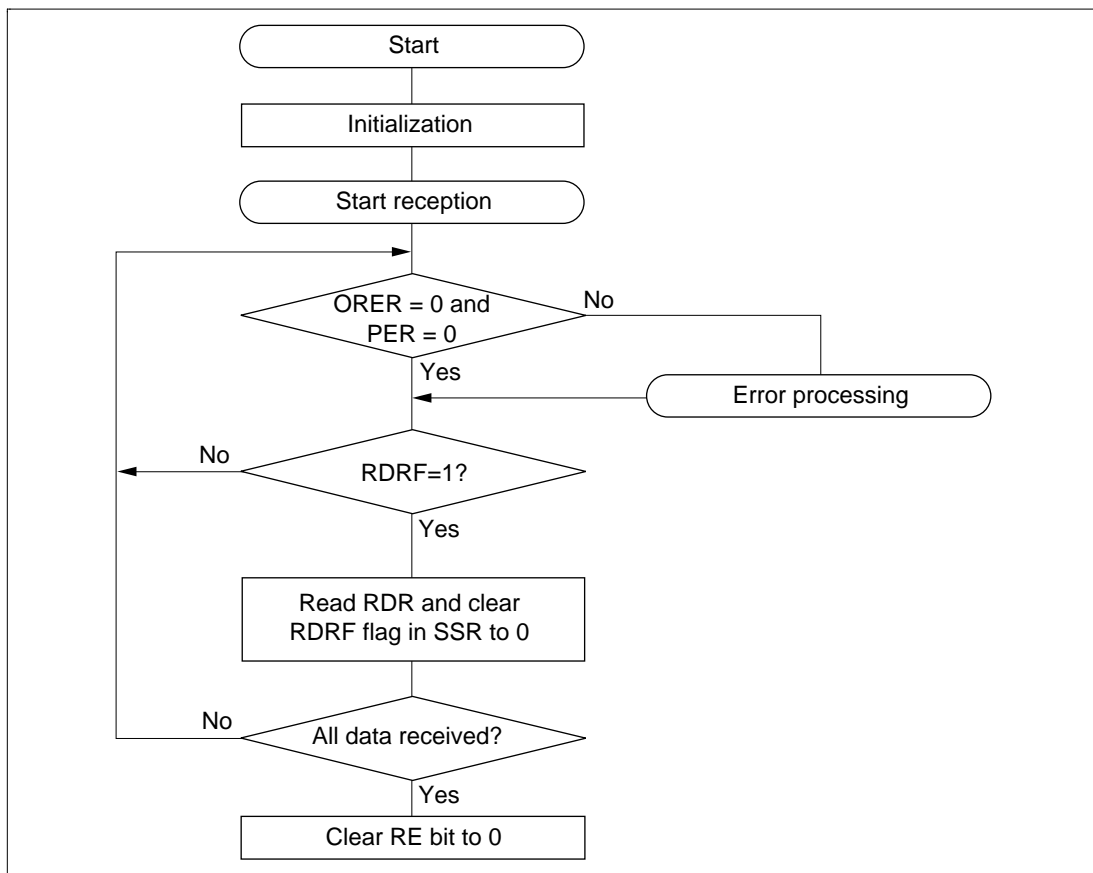 Start
Initialization
Start reception
ORER = 0 and
PER = 0
No
Yes
Error processing
No
RDRF=1?
Yes
Read RDR and clear
RDRF flag in SSR to 0
No
All data received?
Yes
Clear RE bit to 0